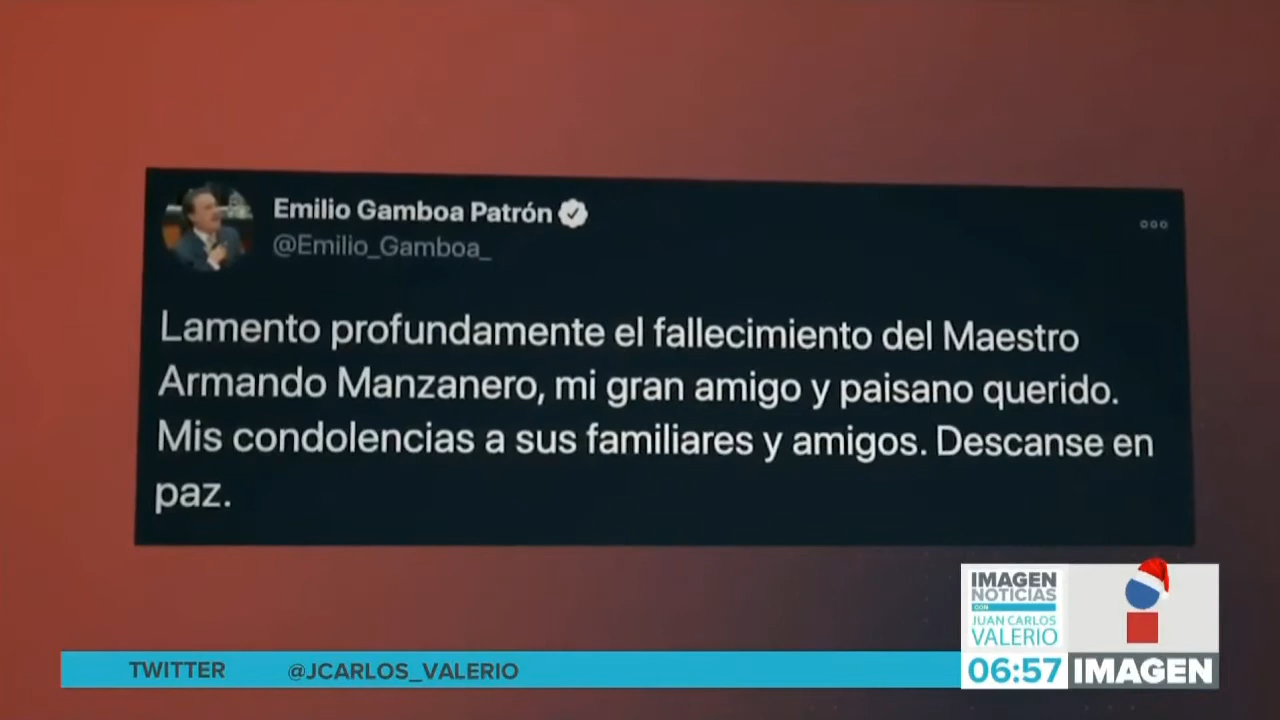 Emilio Gamboa Patrón
@Emilio_Gamboa_
Lamento profundamente el fallecimiento del Maestro
Armando Manzanero, mi gran amigo y paisano querido.
Mis condolencias a sus familiares y amigos. Descanse en
paz.
IMAGEN
NOTICIAS
CON
JUAN CARLOS
VALERIO
TWITTER @JCARLOS_VALERIO
06:57 IMAGEN